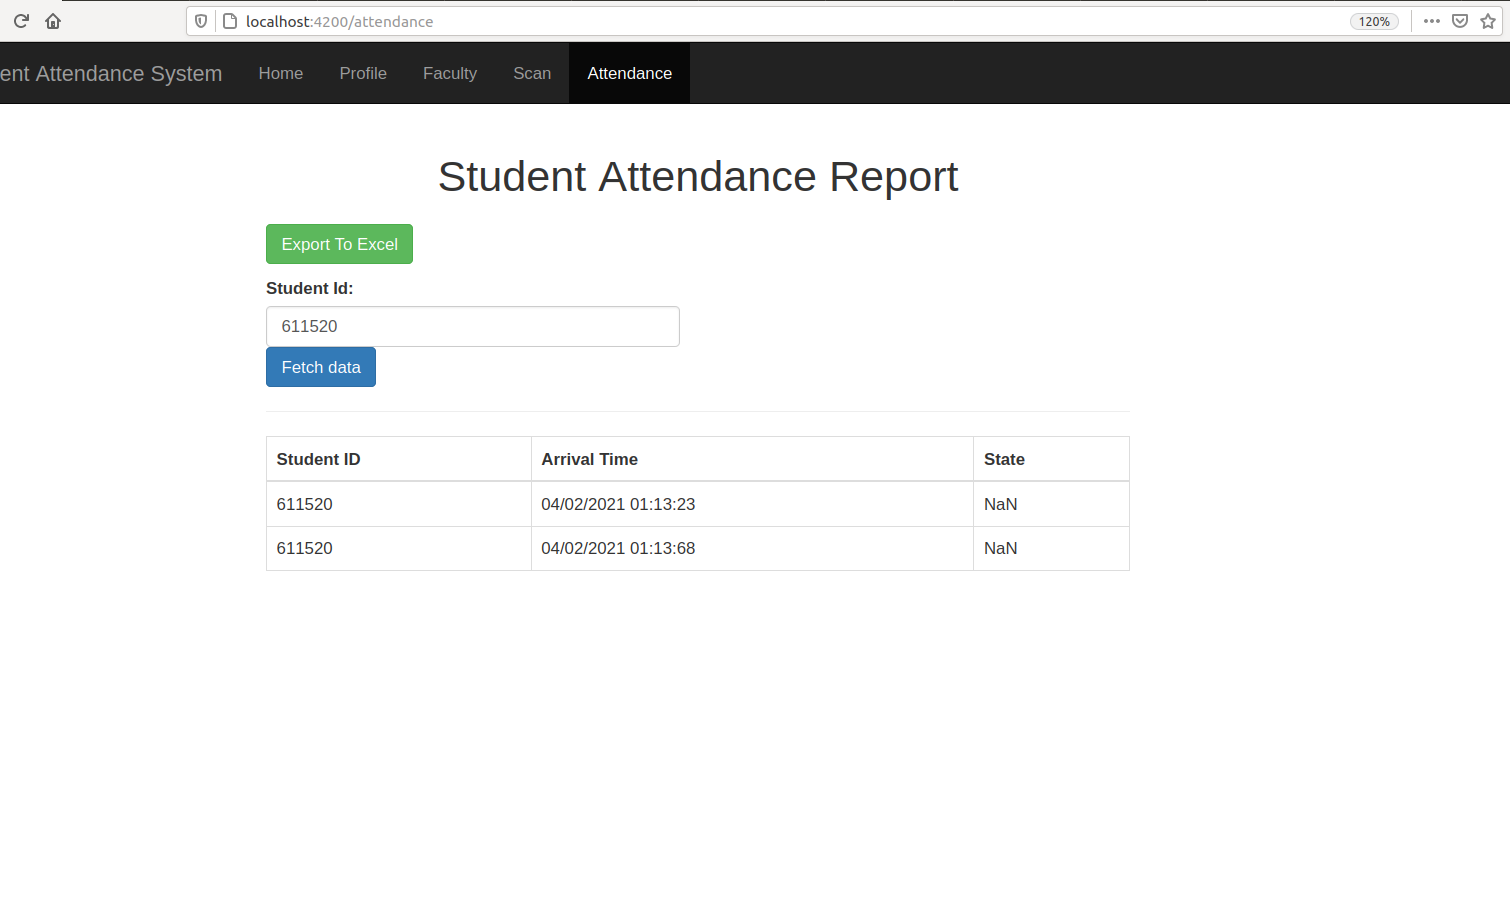 localhost:4200/attendance 120%
ent Attendance System Home Profile Faculty Scan Attendance
Student Attendance Report
Export To Excel
Student Id:
611520
Fetch data
Student ID Arrival Time State
611520 04/02/2021 01:13:23 NaN
611520 04/02/2021 01:13:68 NaN